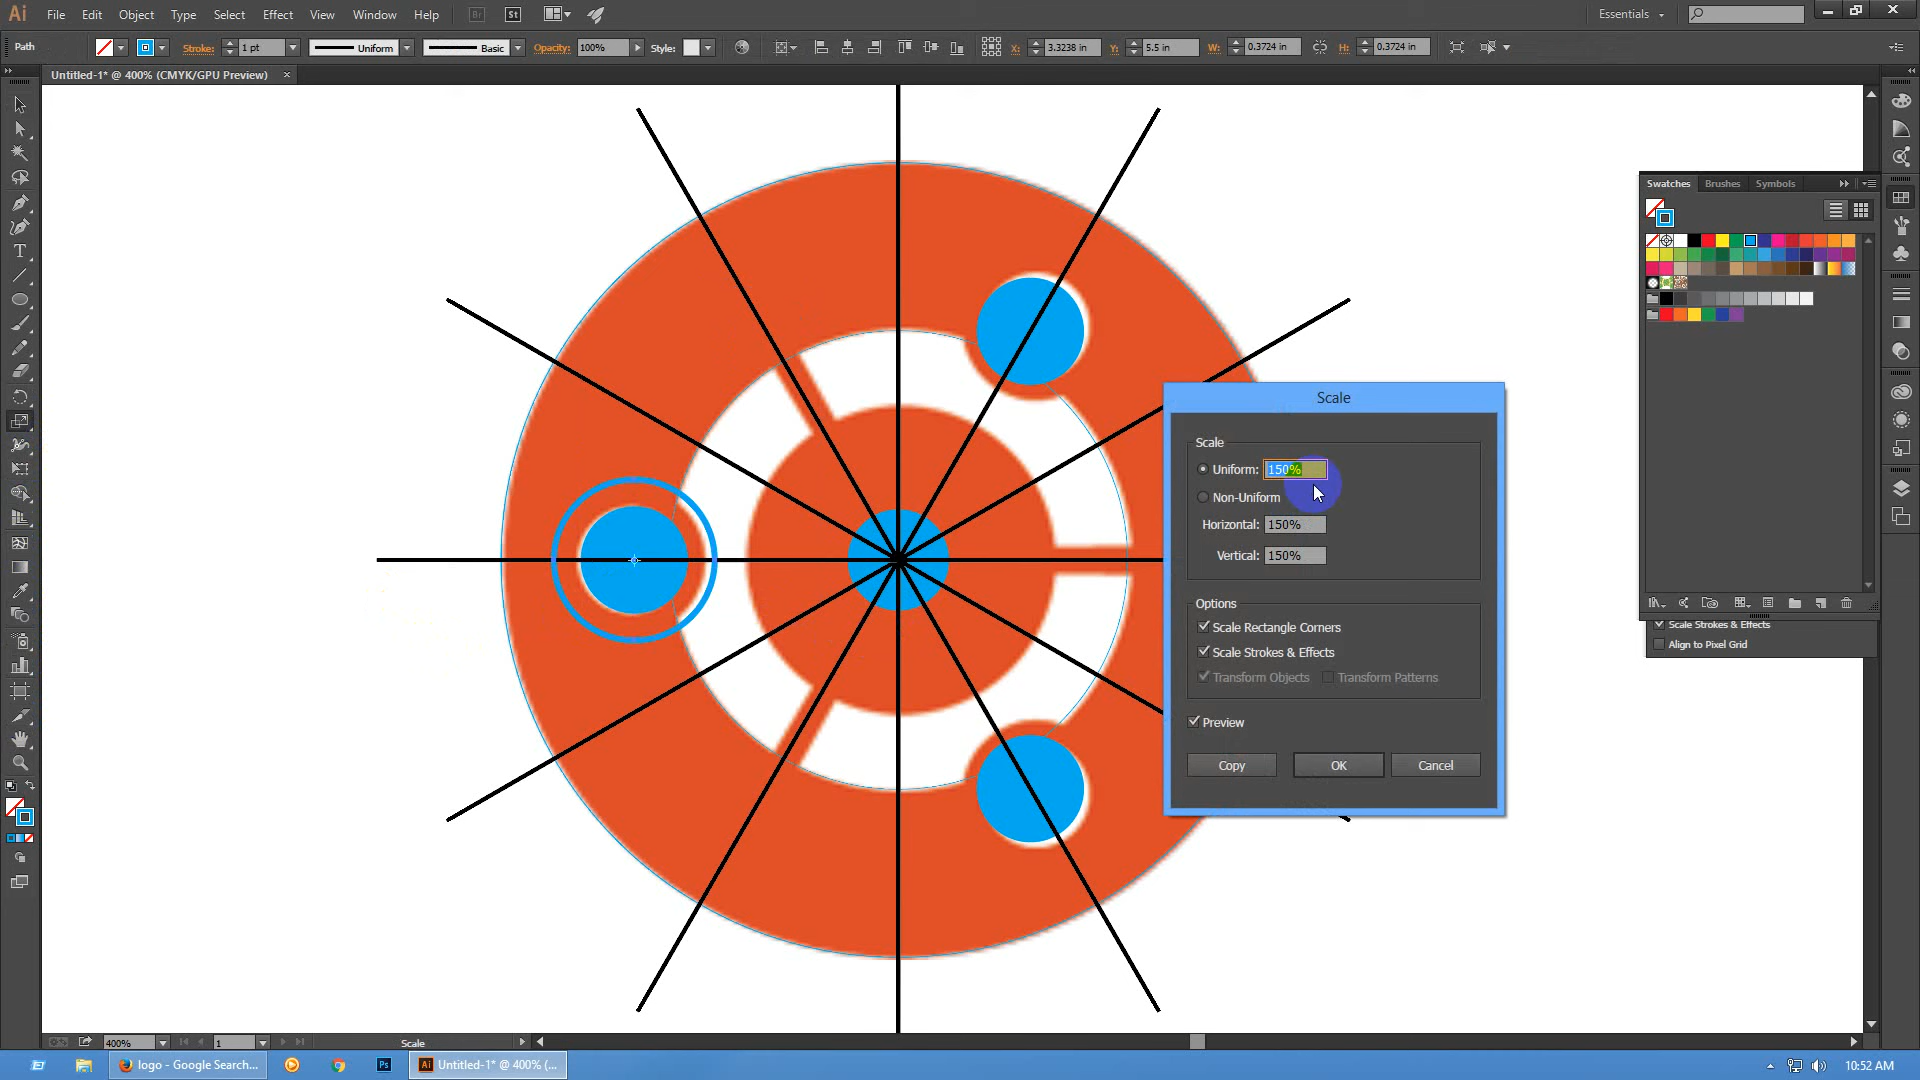 Ai File Edit Object Type Select Effect View Window Help Br St Essentials
Path Stroke: 1 pt Uniform Basic Opacity: 100% Style: X: 3.3238 in Y: 5.5 in W: 0.3724 in H: 0.3724 in
Untitled-1* @ 400% (CMYK/GPU Preview)
Swatches Brushes Symbols
Scale
Scale
Uniform: 150%
Non-Uniform
Horizontal: 150%
Vertical: 150%
Options
Scale Rectangle Corners
Scale Strokes & Effects
Transform Objects Transform Patterns
Preview
Copy OK Cancel
Scale Strokes & Effects
Align to Pixel Grid
400% 1 Scale
logo - Google Search... Ps Ai Untitled-1* @ 400% (... 10:52 AM